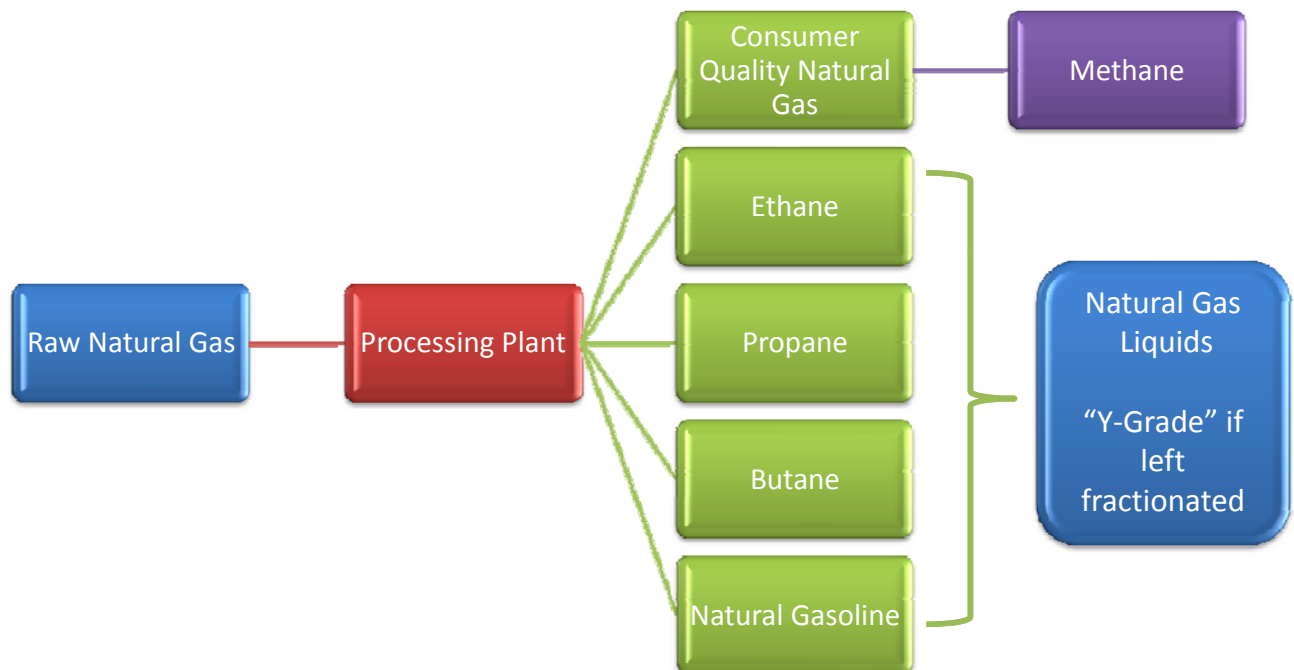 Raw Natural Gas
Processing Plant
Consumer
Quality Natural
Gas
Methane
Ethane
Propane
Butane
Natural Gasoline
Natural Gas
Liquids
“Y-Grade” if
left
fractionated